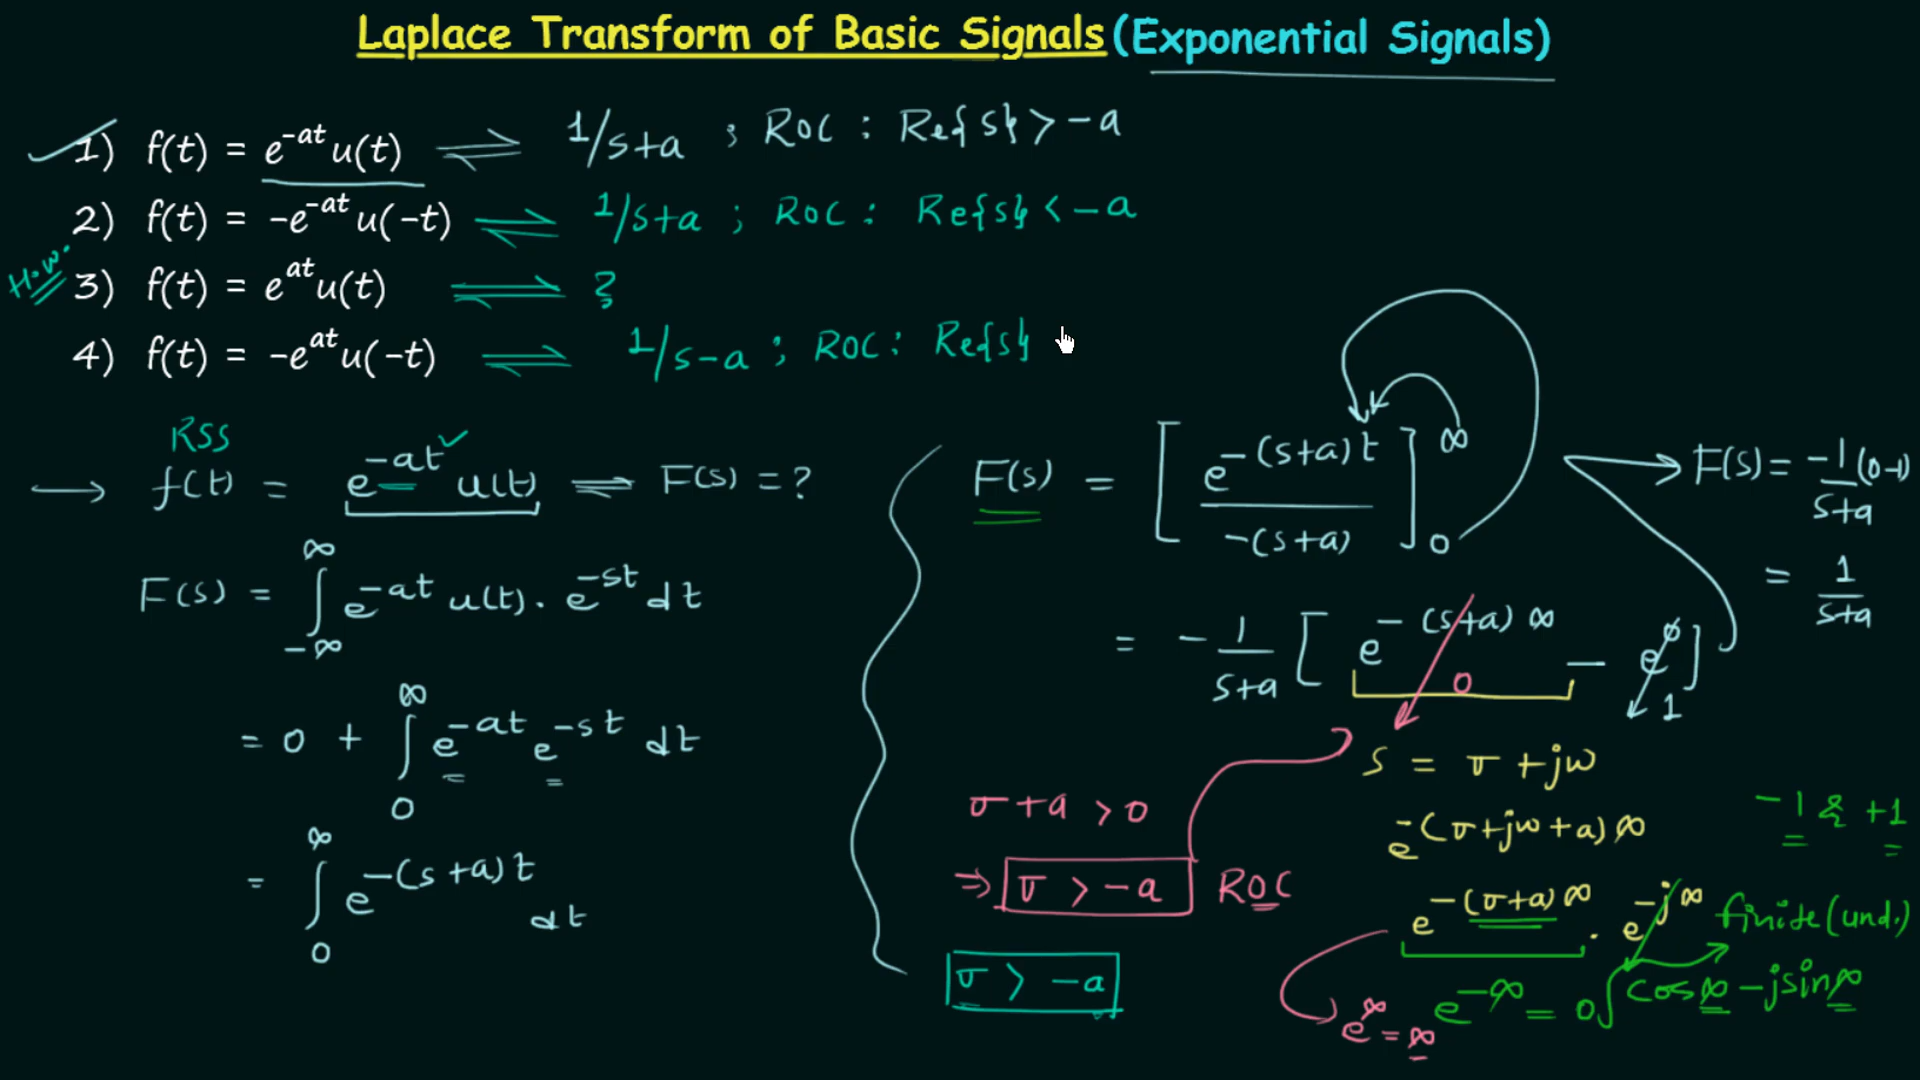 Laplace Transform of Basic Signals (Exponential Signals)
1) f(t) = e^{-at} u(t) ⇌ 1/s+a ; ROC : Re{s} > -a
2) f(t) = -e^{-at} u(-t) ⇌ 1/s+a ; ROC : Re{s} < -a
H.W. 3) f(t) = e^{at} u(t) ⇌ ?
4) f(t) = -e^{at} u(-t) ⇌ 1/s-a ; ROC : Re{s}
RSS
→ f(t) = e^{-at} ✓ u(t) ⇌ F(s) = ?
F(s) = ∫_{-∞}^{∞} e^{-at} u(t) . e^{-st} dt
= 0 + ∫_{0}^{∞} e^{-at} e^{-st} dt
= ∫_{0}^{∞} e^{-(s+a)t} dt
F(s) = [ e^{-(s+a)t} / -(s+a) ]_{0}^{∞}
= - 1/s+a [ e^{-(s+a)∞} - e^{0} ]
0
1
s = σ + jω
e^{-(σ+jω+a)∞}
e^{-(σ+a)∞} . e^{-j∞} finite (und.)
e^{-∞} = 0 cos∞ - jsin∞
e^{∞} = ∞
-1 & +1
σ + a > 0
⇒ σ > -a ROC
σ > -a
→ F(s) = -1/s+a (0-1)
= 1/s+a